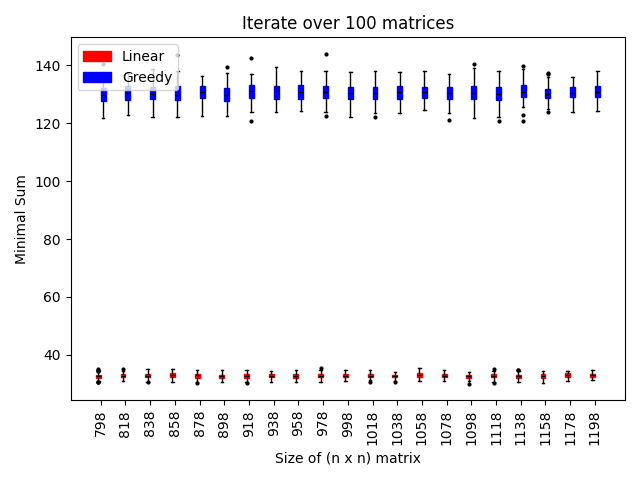 Iterate over 100 matrices
Linear
Greedy
Minimal Sum
140
120
100
80
60
40
798 818 838 858 878 898 918 938 958 978 998 1018 1038 1058 1078 1098 1118 1138 1158 1178 1198
Size of (n x n) matrix